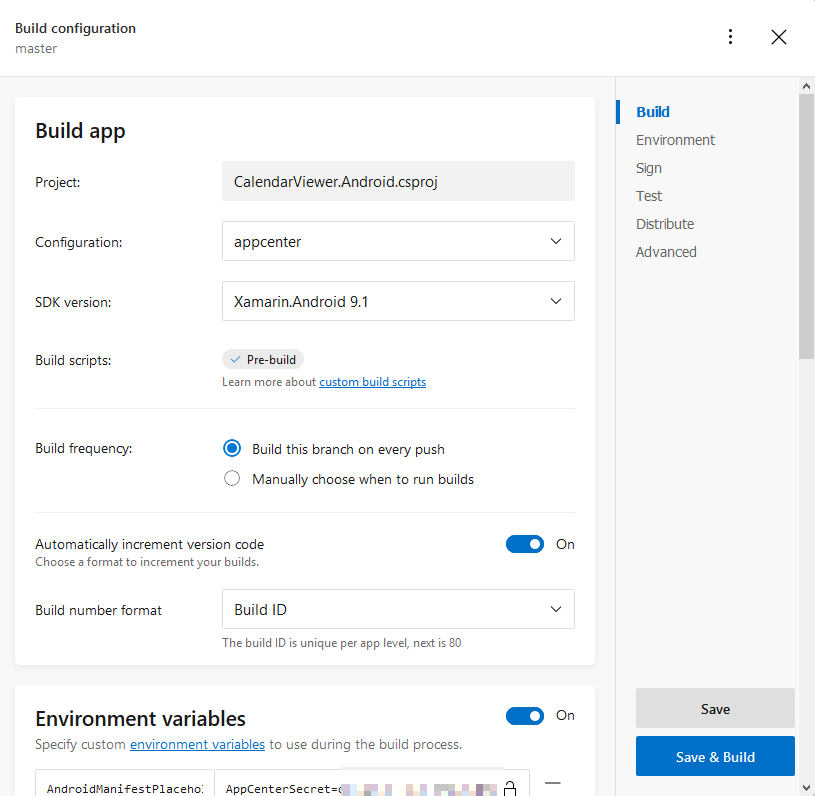 Build configuration
master
Build app
Project:
CalendarViewer.Android.csproj
Configuration:
appcenter
SDK version:
Xamarin.Android 9.1
Build scripts:
Pre-build
Learn more about custom build scripts
Build frequency:
Build this branch on every push
Manually choose when to run builds
Automatically increment version code
On
Choose a format to increment your builds.
Build number format
Build ID
The build ID is unique per app level, next is 80
Environment variables
On
Specify custom environment variables to use during the build process.
AndroidManifestPlaceho
AppCenterSecret=
Build
Environment
Sign
Test
Distribute
Advanced
Save
Save & Build